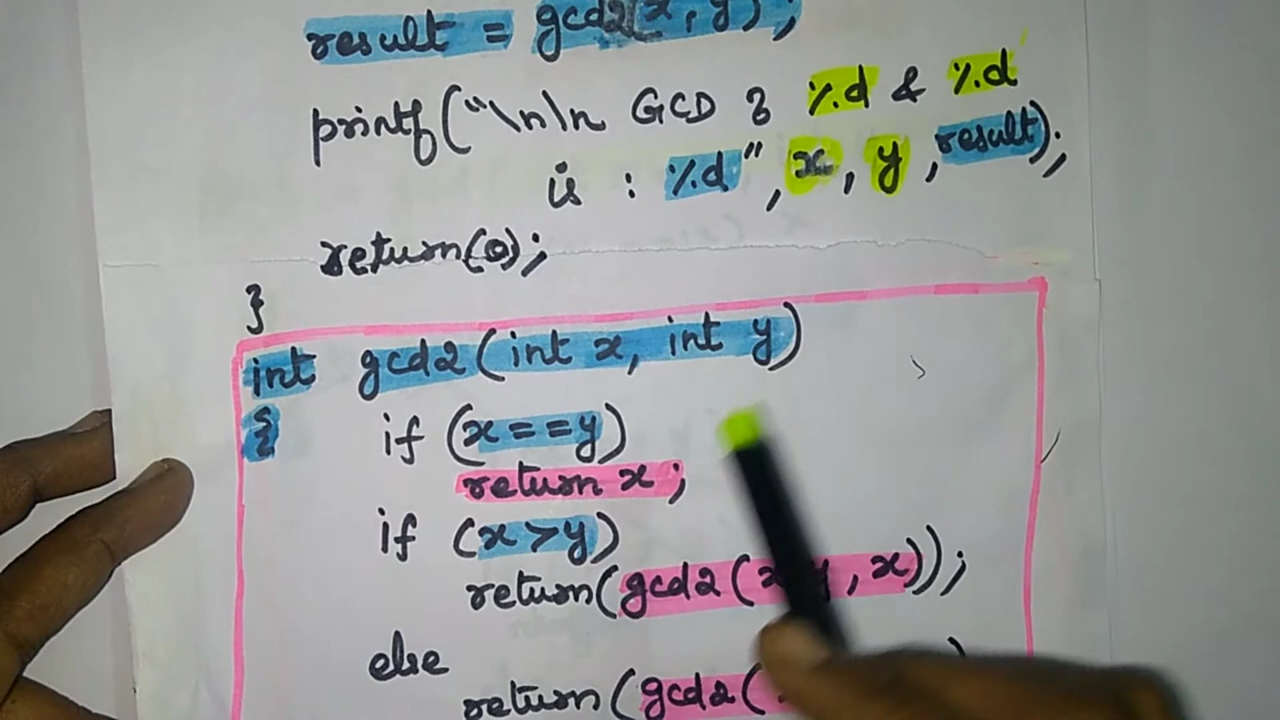 result = gcd2(x, y);
printf("\n\n GCD of %d & %d
is : %d", x, y, result);
return(0);
}
int gcd2(int x, int y)
{ if (x==y)
return x;
if (x>y)
return(gcd2(x y, x));
else
return(gcd2(